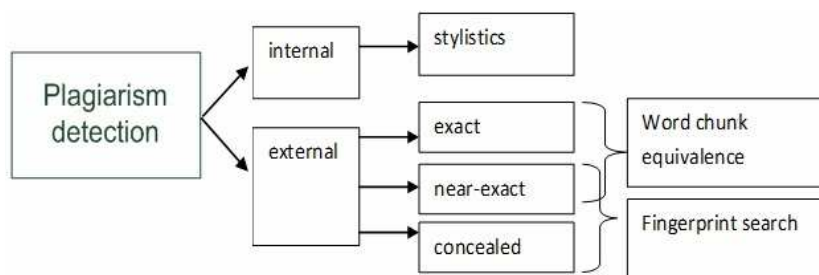 Plagiarism
detection
internal
external
stylistics
exact
near-exact
concealed
Word chunk
equivalence
Fingerprint search